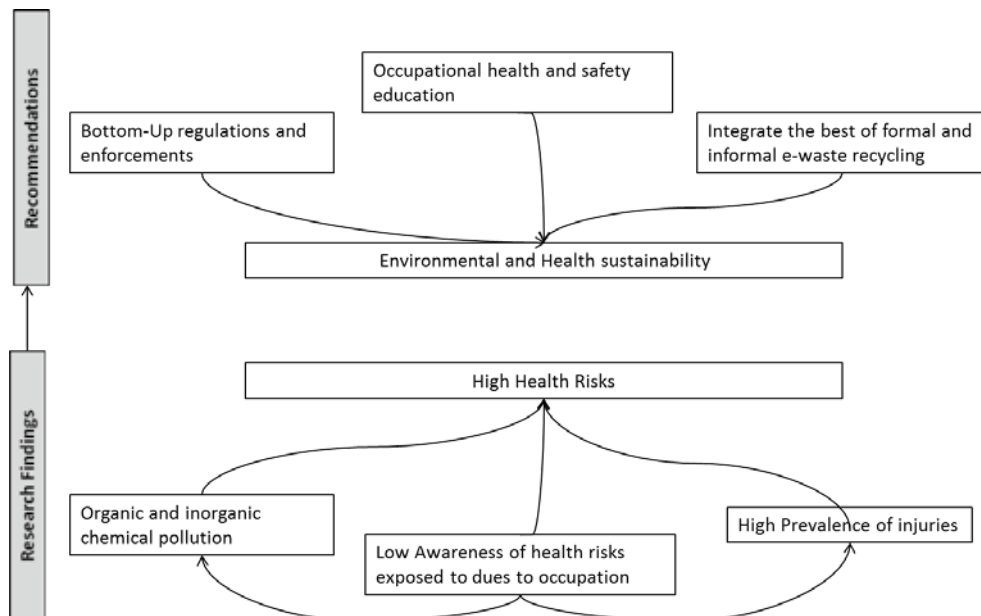 Recommendations
Occupational health and safety
education
Bottom-Up regulations and
enforcements
Integrate the best of formal and
informal e-waste recycling
Environmental and Health sustainability
Research Findings
High Health Risks
Organic and inorganic
chemical pollution
Low Awareness of health risks
exposed to dues to occupation
High Prevalence of injuries